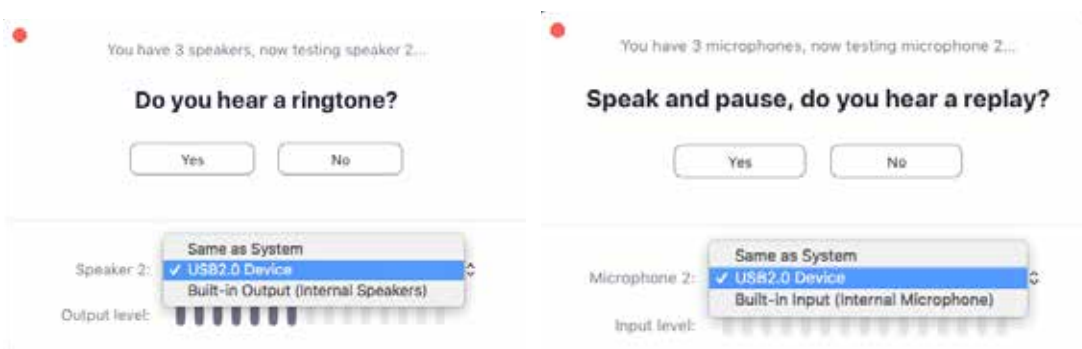 You have 3 speakers, now testing speaker 2...
Do you hear a ringtone?
Yes
No
Same as System
Speaker 2:
✓ USB2.0 Device
Built-in Output (Internal Speakers)
Output level:
You have 3 microphones, now testing microphone 2...
Speak and pause, do you hear a replay?
Yes
No
Same as System
Microphone 2:
✓ USB2.0 Device
Built-in Input (Internal Microphone)
Input level: